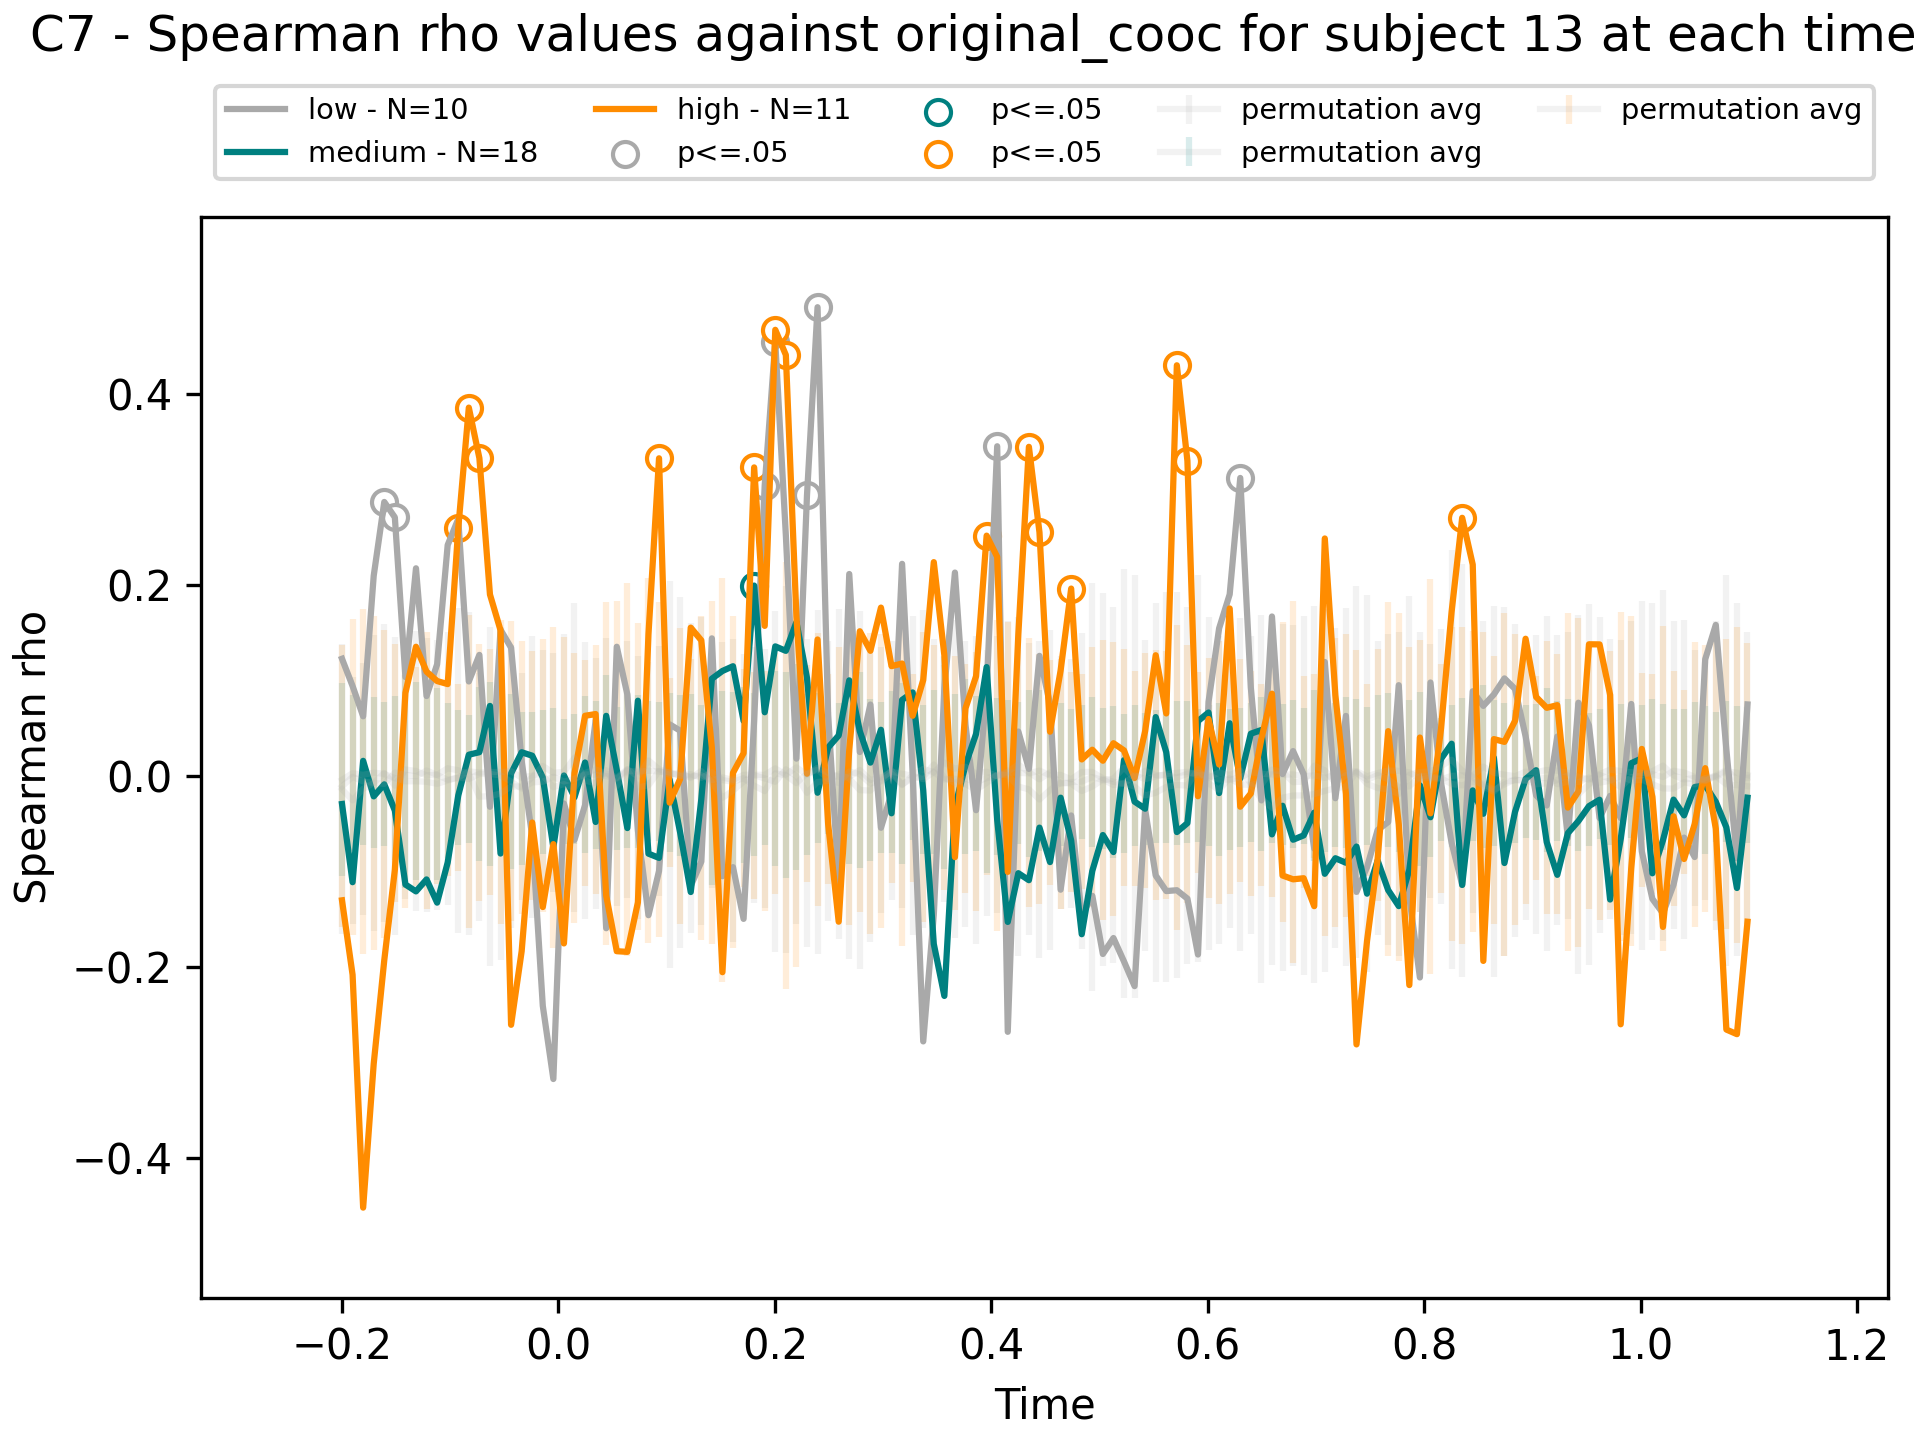 C7 - Spearman rho values against original_cooc for subject 13 at each time
low - N=10
high - N=11
p<=.05
permutation avg
permutation avg
medium - N=18
p<=.05
p<=.05
permutation avg
Spearman rho
0.4
0.2
0.0
−0.2
−0.4
−0.2
0.0
0.2
0.4
0.6
0.8
1.0
1.2
Time